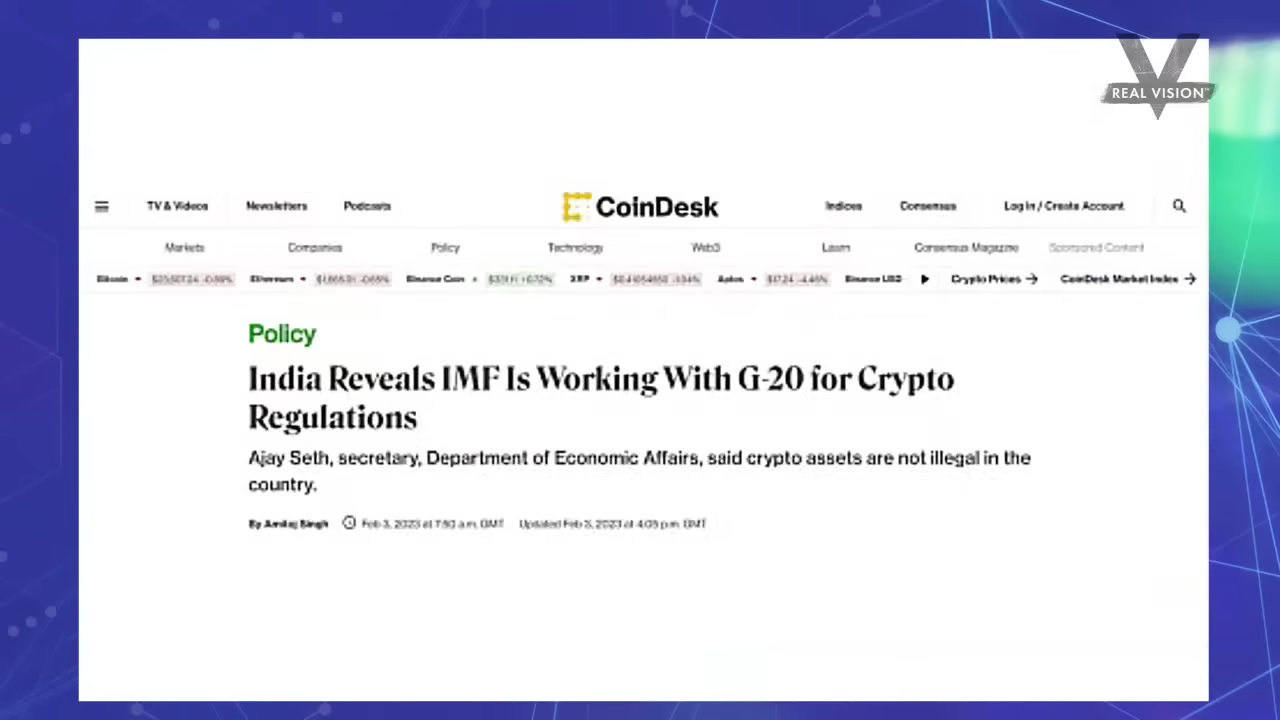 REAL VISION™
TV & Videos Newsletters Podcasts CoinDesk Indices Consensus Log In / Create Account
Markets Companies Policy Technology Web3 Learn Consensus Magazine Sponsored Content
Bitcoin Ethereum Binance Coin XRP Binance USD Crypto Prices → CoinDesk Market Index →
Policy
India Reveals IMF Is Working With G-20 for Crypto
Regulations
Ajay Seth, secretary, Department of Economic Affairs, said crypto assets are not illegal in the
country.
By Amitoj Singh Feb 3, 2023 at 7:50 a.m. GMT Updated Feb 3, 2023 at 4:05 p.m. GMT